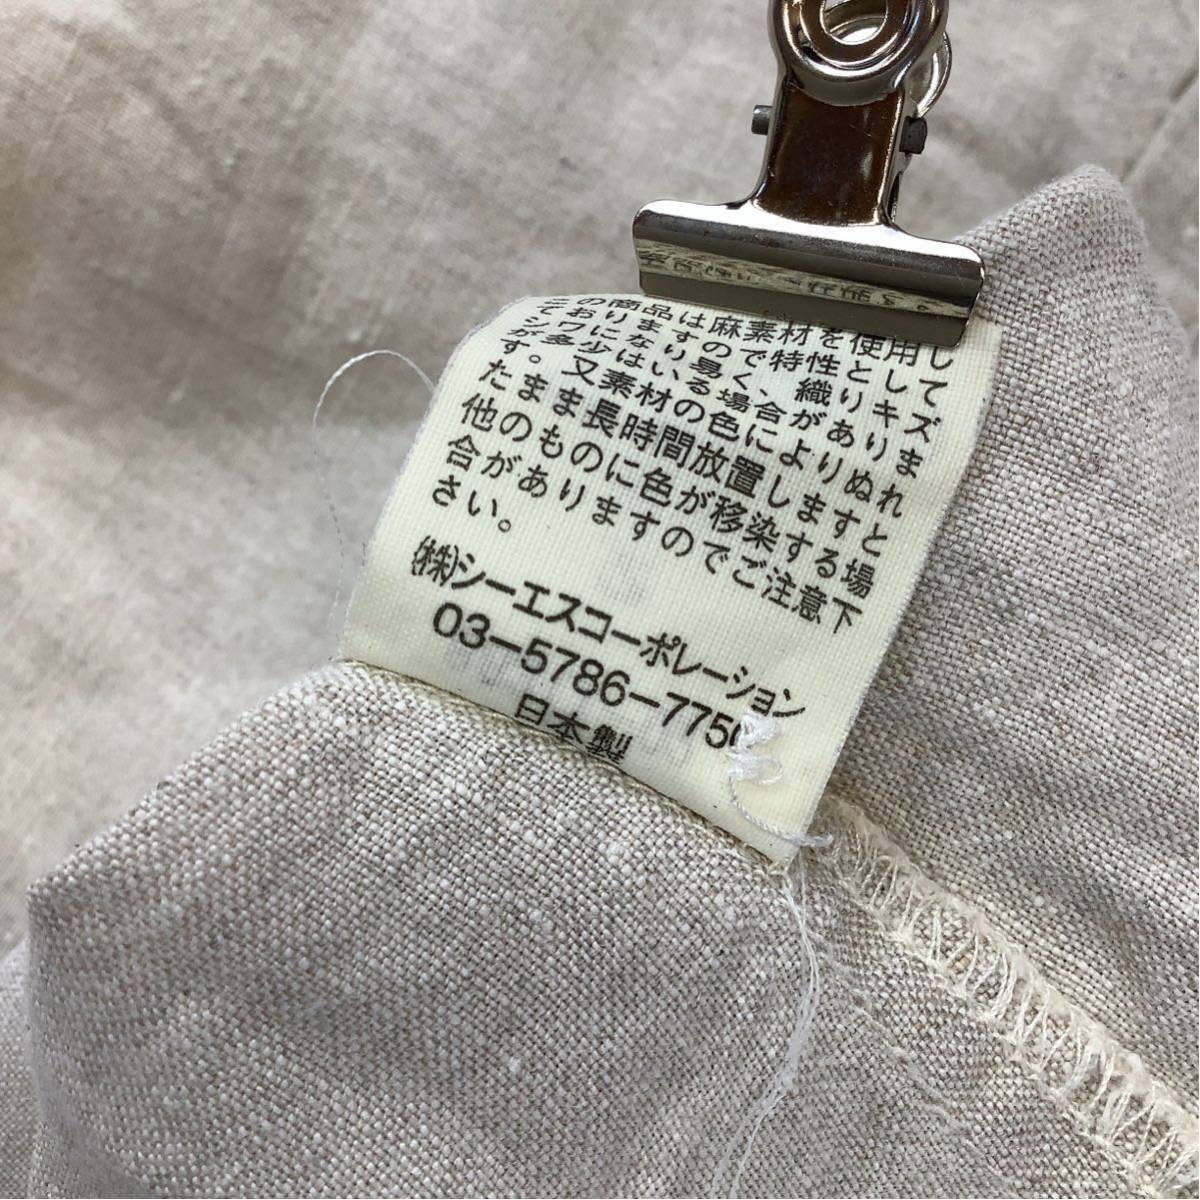 この商品は麻素材を使用し
ておりますので特性として
シワになり易く、織りキズ
が多少はいる場合がありま
す。又素材の色によりぬれ
たまま長時間放置しますと
他のものに色が移染する場
合がありますのでご注意下
さい。
㈱シーエスコーポレーション
03-5786-775
日本製